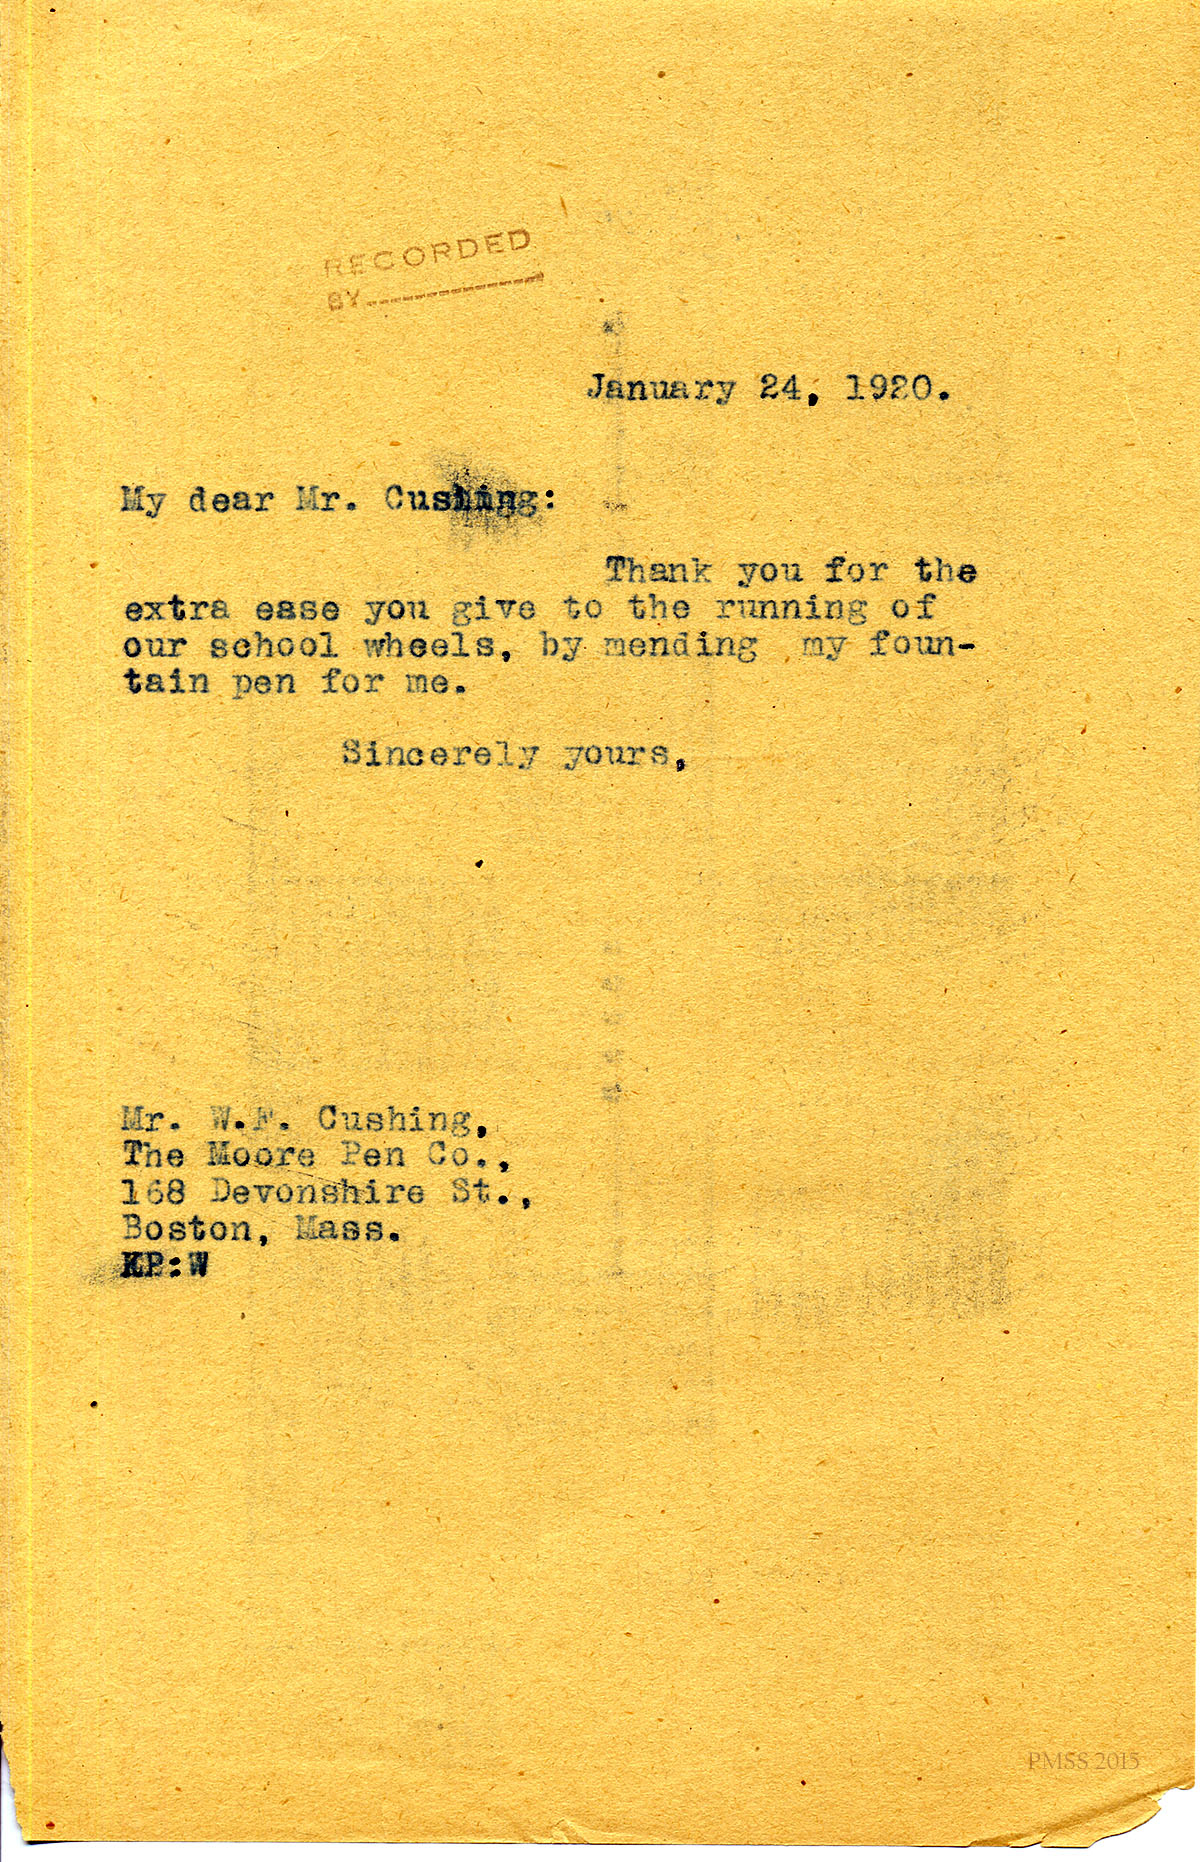 RECORDED
BY
January 24, 1920.
My dear Mr. Cushing:
Thank you for the
extra ease you give to the running of
our school wheels, by mending my foun-
tain pen for me.
Sincerely yours,
Mr. W.F. Cushing,
The Moore Pen Co.,
168 Devonshire St.,
Boston, Mass.
KP:W
PMSS 2015